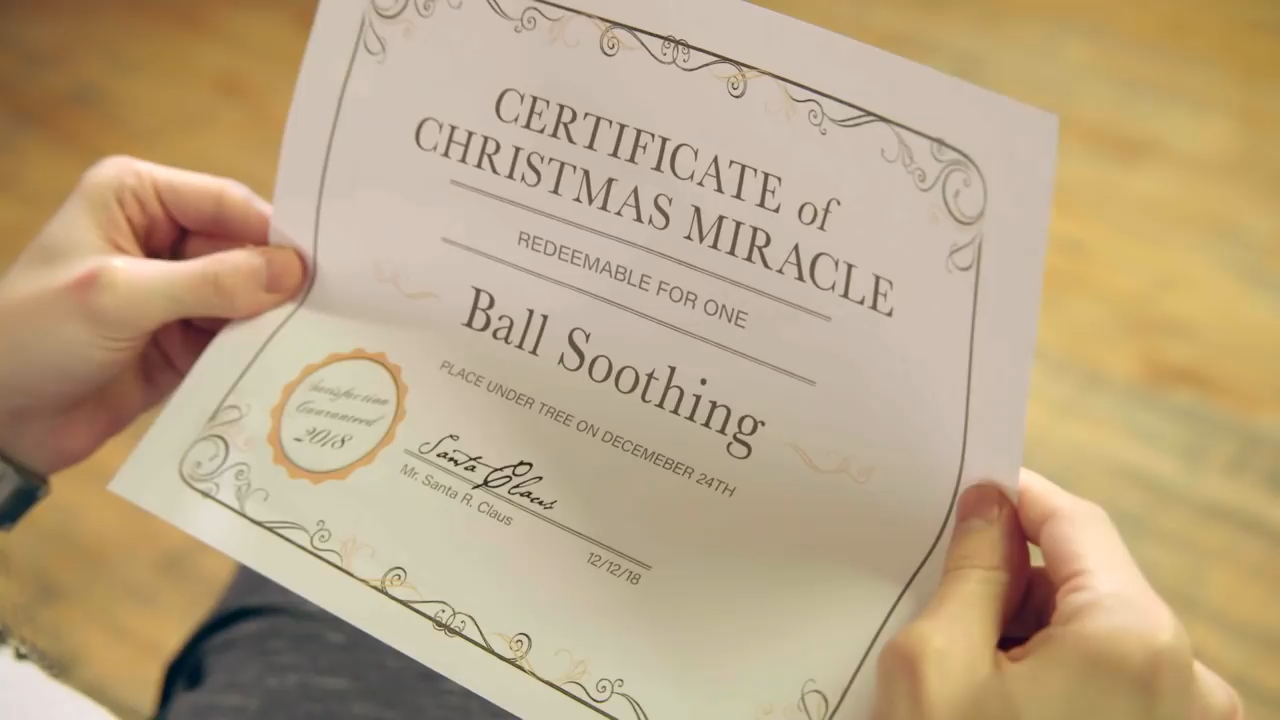 CERTIFICATE of
CHRISTMAS MIRACLE
REDEEMABLE FOR ONE
Ball Soothing
PLACE UNDER TREE ON DECEMEBER 24TH
Satisfaction
Guaranteed
2018
Santa Claus
Mr. Santa R. Claus
12/12/18